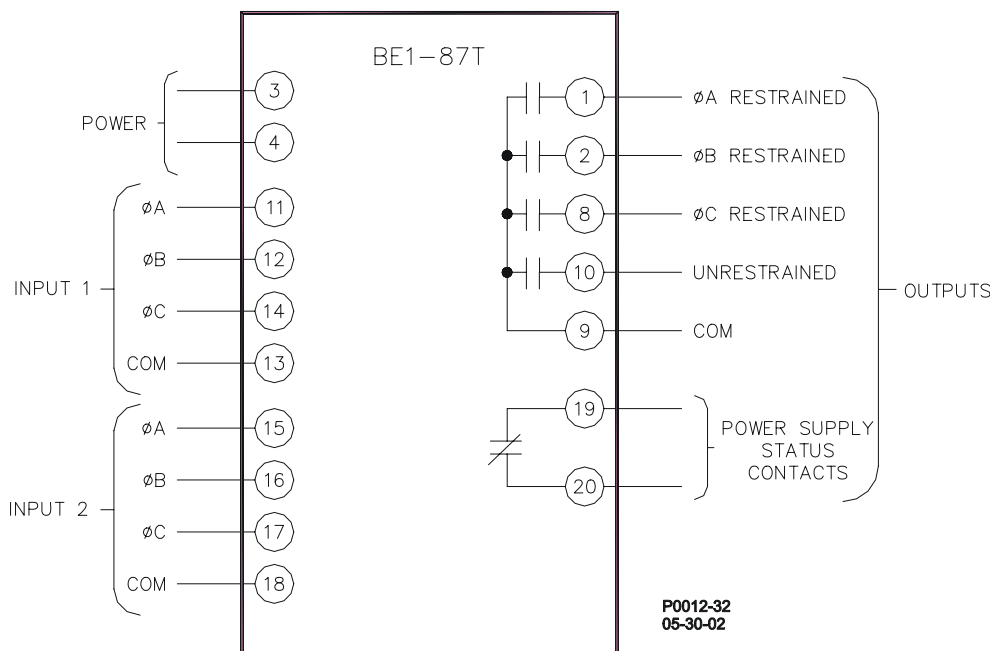 BE1-87T
POWER
3
4
INPUT 1
øA
11
øB
12
øC
14
COM
13
INPUT 2
øA
15
øB
16
øC
17
COM
18
1
øA RESTRAINED
2
øB RESTRAINED
8
øC RESTRAINED
10
UNRESTRAINED
9
COM
OUTPUTS
19
20
POWER SUPPLY
STATUS
CONTACTS
P0012-32
05-30-02